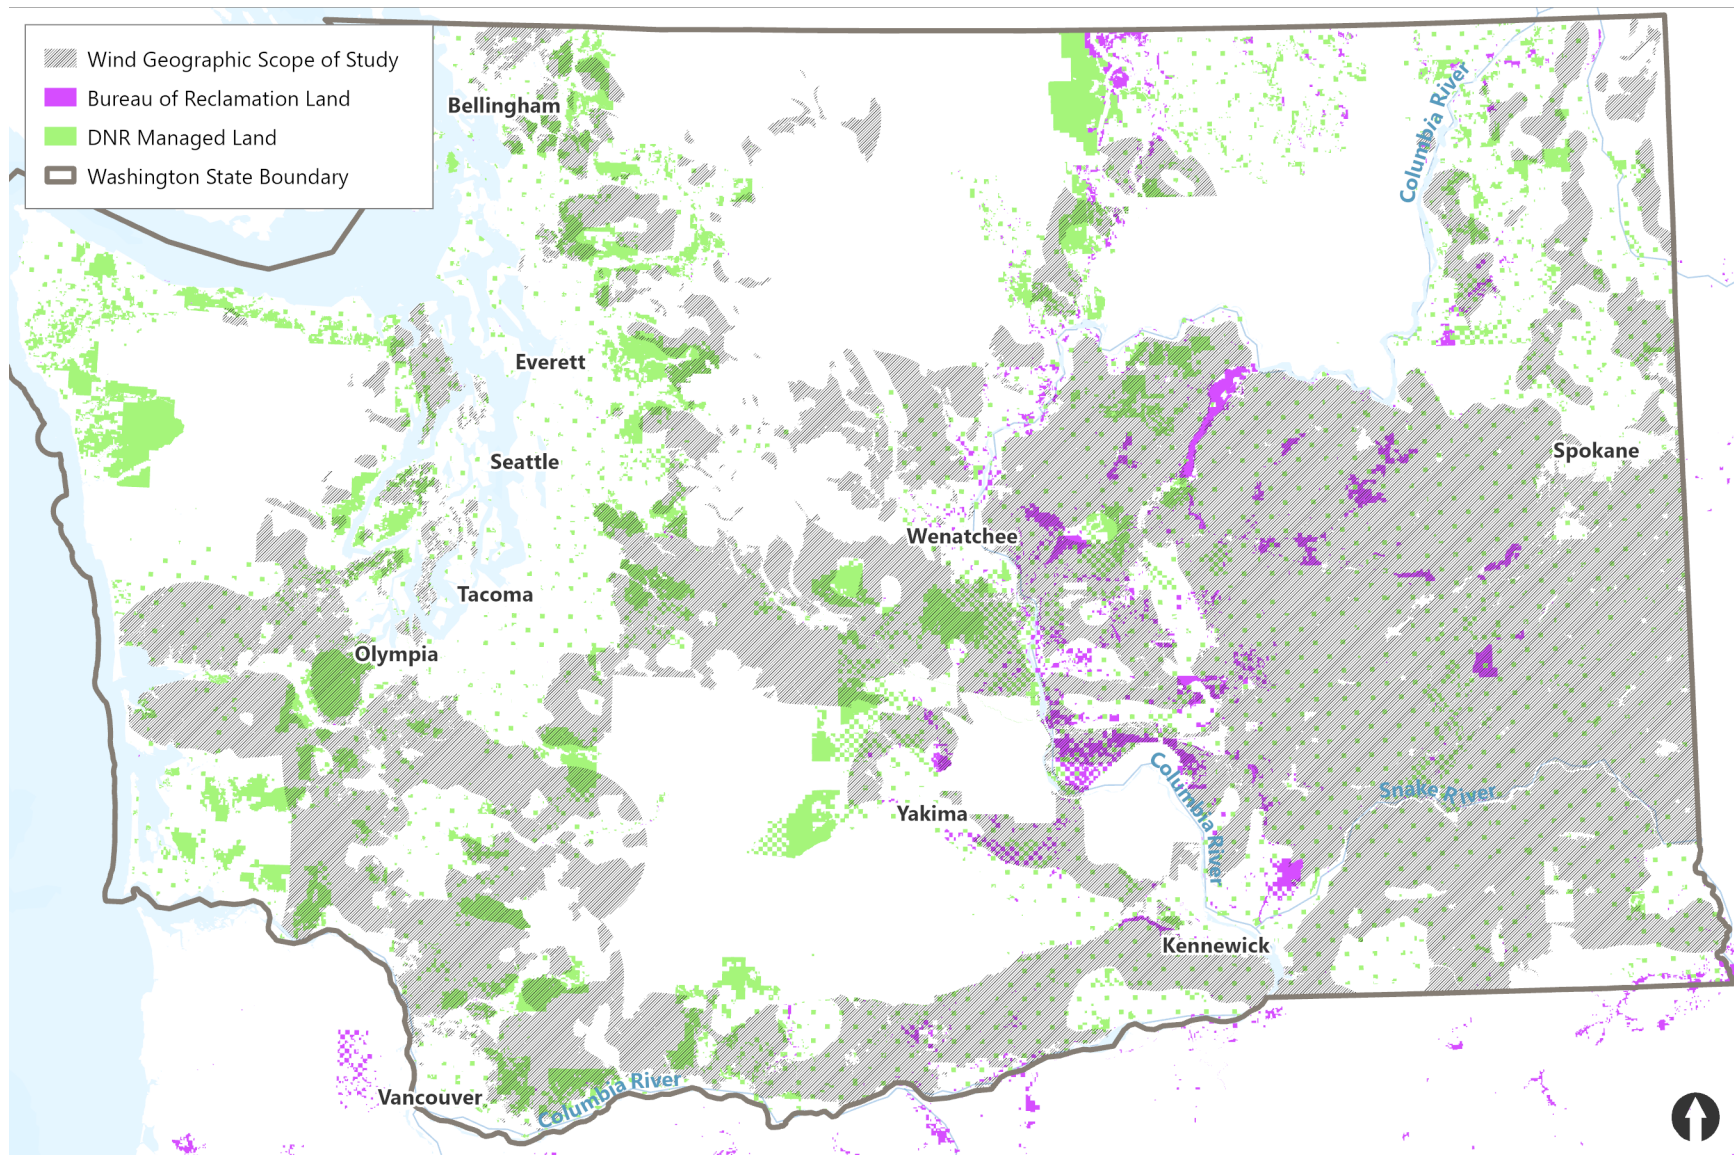 Wind Geographic Scope of Study
Bureau of Reclamation Land
DNR Managed Land
Washington State Boundary
Bellingham
Columbia River
Everett
Seattle
Spokane
Wenatchee
Tacoma
Olympia
Columbia River
Snake River
Yakima
Kennewick
Vancouver
Columbia River